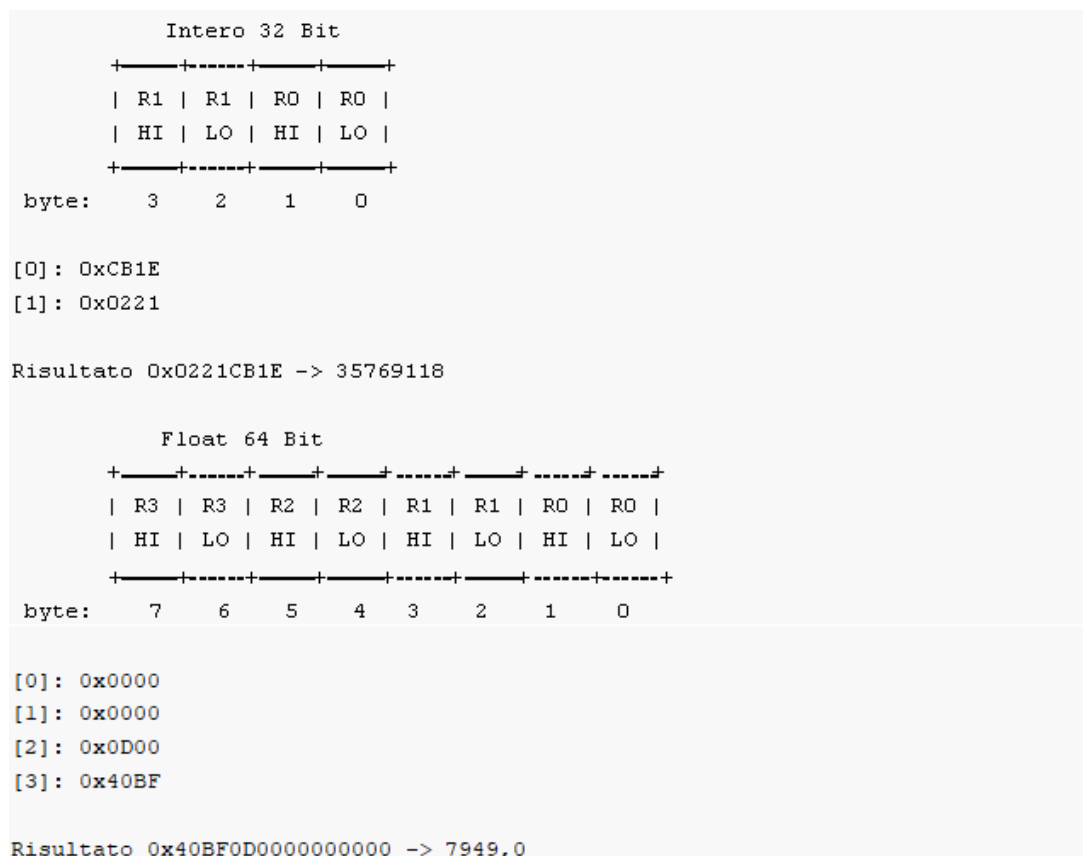 Intero 32 Bit
+———+------+———+———+
| R1 | R1 | R0 | R0 |
| HI | LO | HI | LO |
+———+------+———+———+
byte: 3 2 1 0
[0]: 0xCB1E
[1]: 0x0221
Risultato 0x0221CB1E -> 35769118
Float 64 Bit
+———+------+———+———+------+———+------+------+
| R3 | R3 | R2 | R2 | R1 | R1 | R0 | R0 |
| HI | LO | HI | LO | HI | LO | HI | LO |
+———+------+———+———+------+———+------+------+
byte: 7 6 5 4 3 2 1 0
[0]: 0x0000
[1]: 0x0000
[2]: 0x0D00
[3]: 0x40BF
Risultato 0x40BF0D0000000000 -> 7949,0